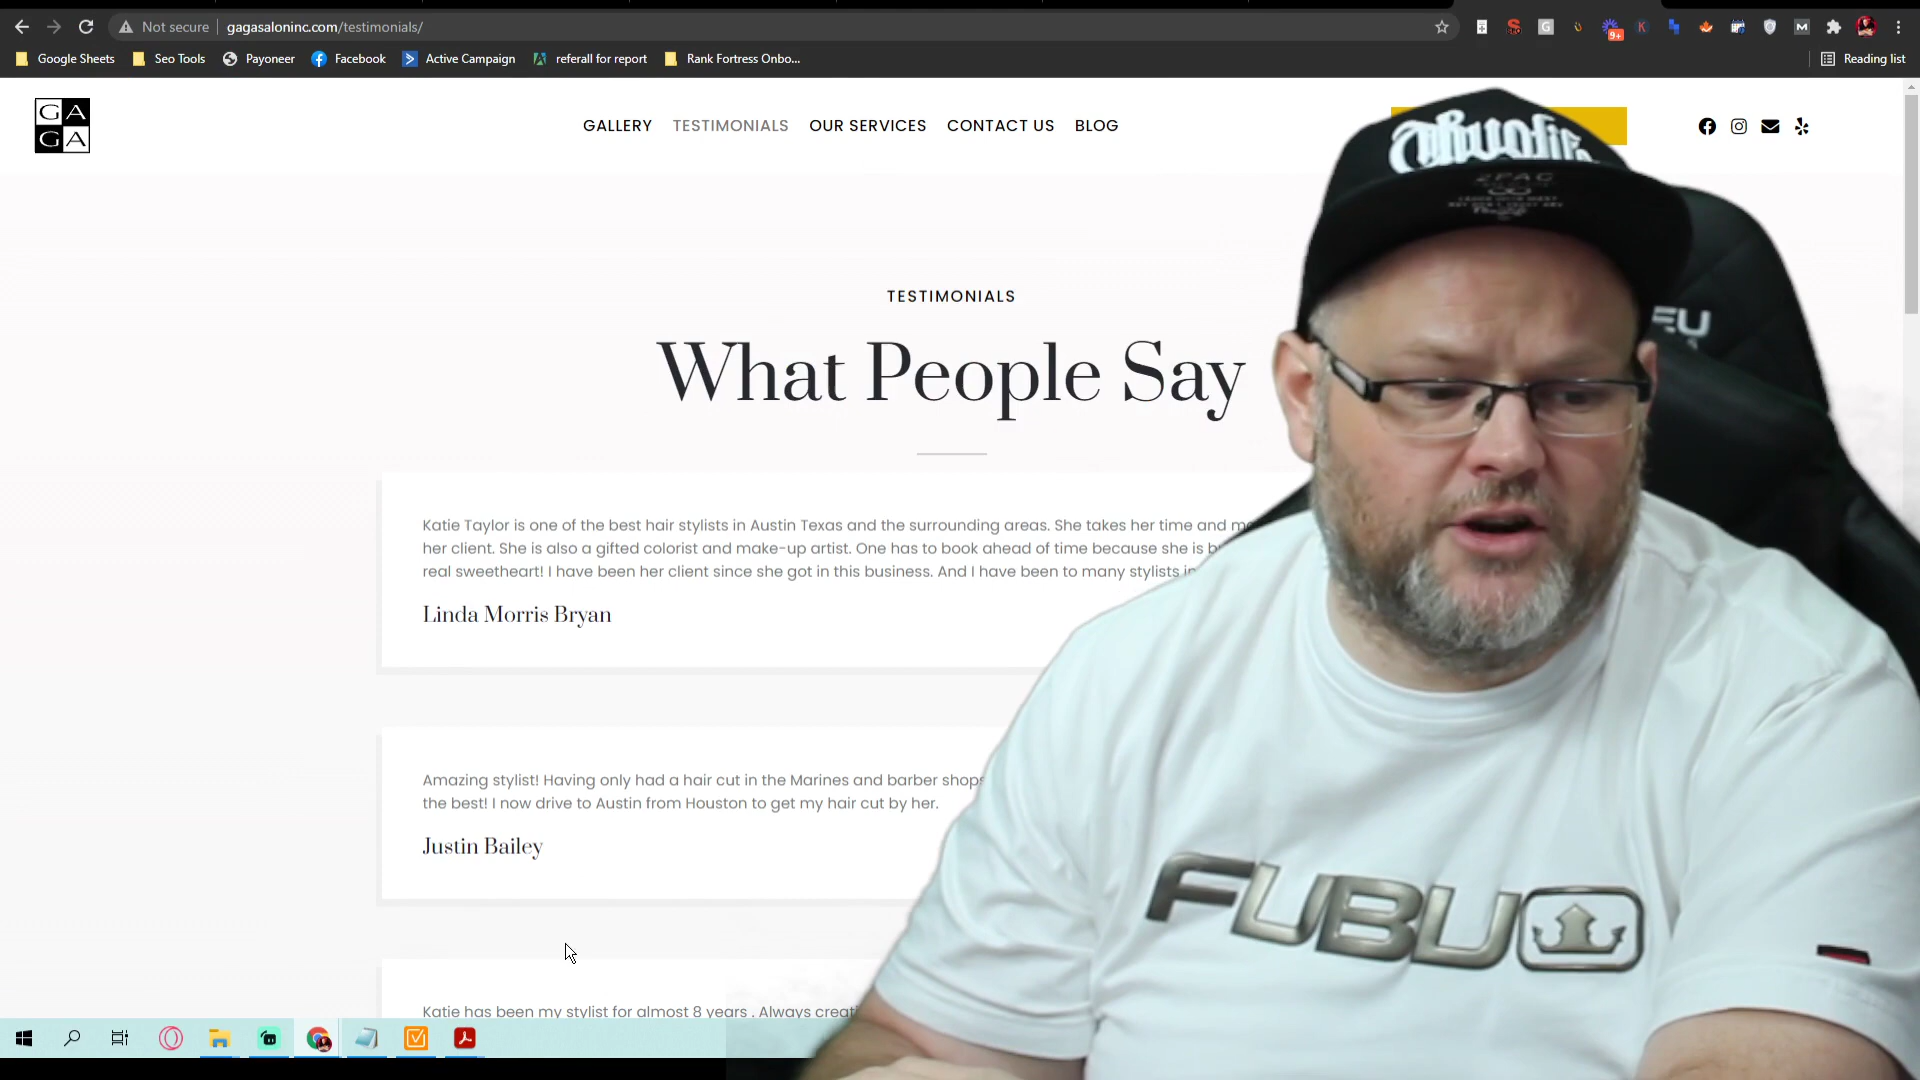 Not secure
gagasaloninc.com/testimonials/
9+
Google Sheets
Seo Tools
Payoneer
Facebook
Active Campaign
referall for report
Rank Fortress Onbo...
Reading list
GA
GA
GALLERY
TESTIMONIALS
OUR SERVICES
CONTACT US
BLOG
2PAC
TESTIMONIALS
What People Say
Katie Taylor is one of the best hair stylists in Austin Texas and the surrounding areas. She takes her time and
her client. She is also a gifted colorist and make-up artist. One has to book ahead of time because she is
real sweetheart! I have been her client since she got in this business. And I have been to many stylists
Linda Morris Bryan
Amazing stylist! Having only had a hair cut in the Marines and barber shops
the best! I now drive to Austin from Houston to get my hair cut by her.
Justin Bailey
Katie has been my stylist for almost 8 years . Always
FUBU